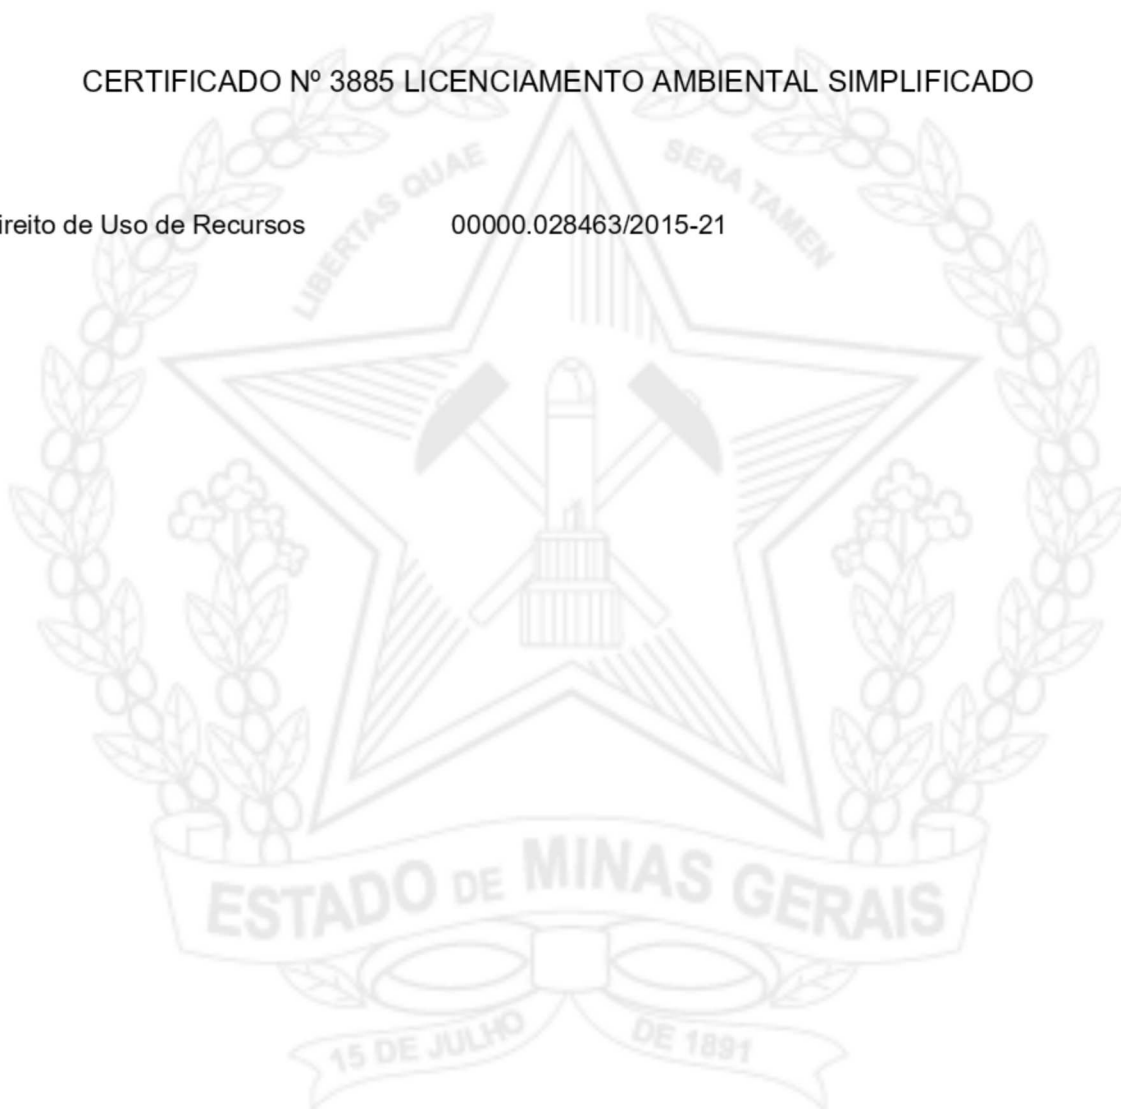 CERTIFICADO Nº 3885 LICENCIAMENTO AMBIENTAL SIMPLIFICADO
LIBERTAS QUAE SERA TAMEN
ireito de Uso de Recursos 00000.028463/2015-21
ESTADO DE MINAS GERAIS
15 DE JULHO DE 1891